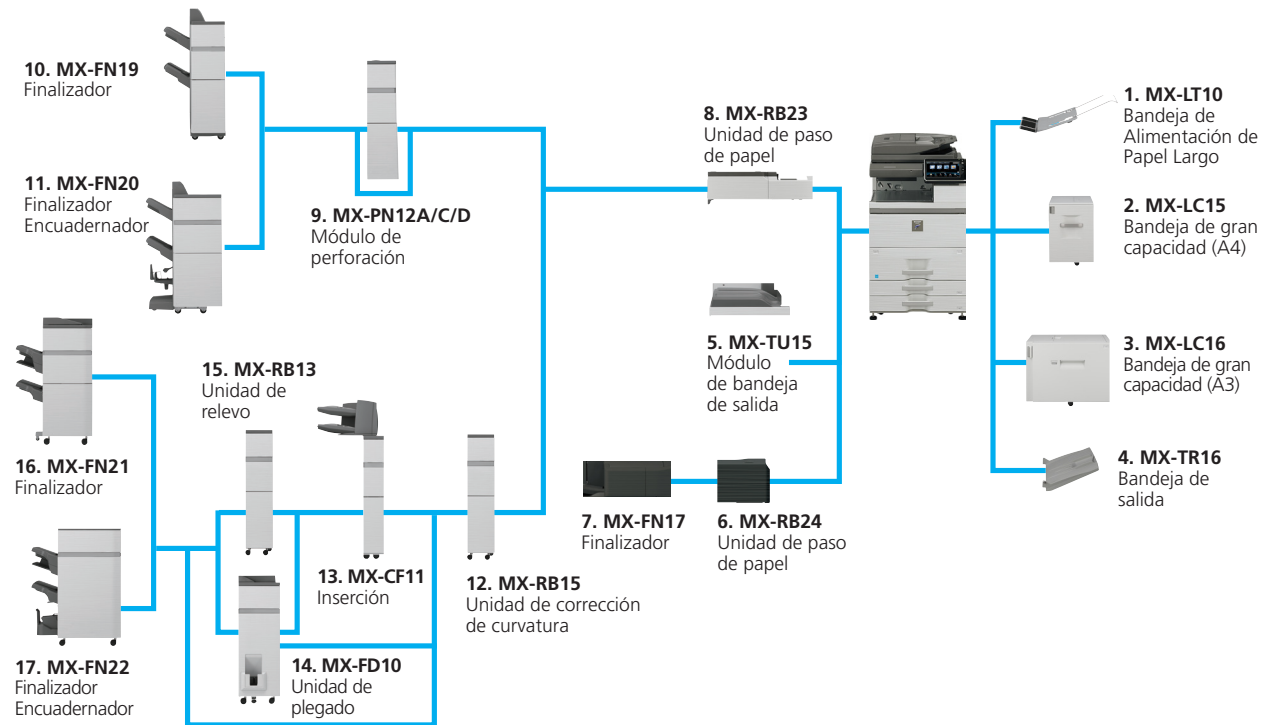 10. MX-FN19
Finalizador
11. MX-FN20
Finalizador
Encuadernador
9. MX-PN12A/C/D
Módulo de
perforación
8. MX-RB23
Unidad de paso
de papel
1. MX-LT10
Bandeja de
Alimentación de
Papel Largo
2. MX-LC15
Bandeja de gran
capacidad (A4)
3. MX-LC16
Bandeja de gran
capacidad (A3)
4. MX-TR16
Bandeja de
salida
5. MX-TU15
Módulo
de bandeja
de salida
7. MX-FN17
Finalizador
6. MX-RB24
Unidad de paso
de papel
15. MX-RB13
Unidad de
relevo
16. MX-FN21
Finalizador
13. MX-CF11
Inserción
12. MX-RB15
Unidad de corrección
de curvatura
17. MX-FN22
Finalizador
Encuadernador
14. MX-FD10
Unidad de
plegado